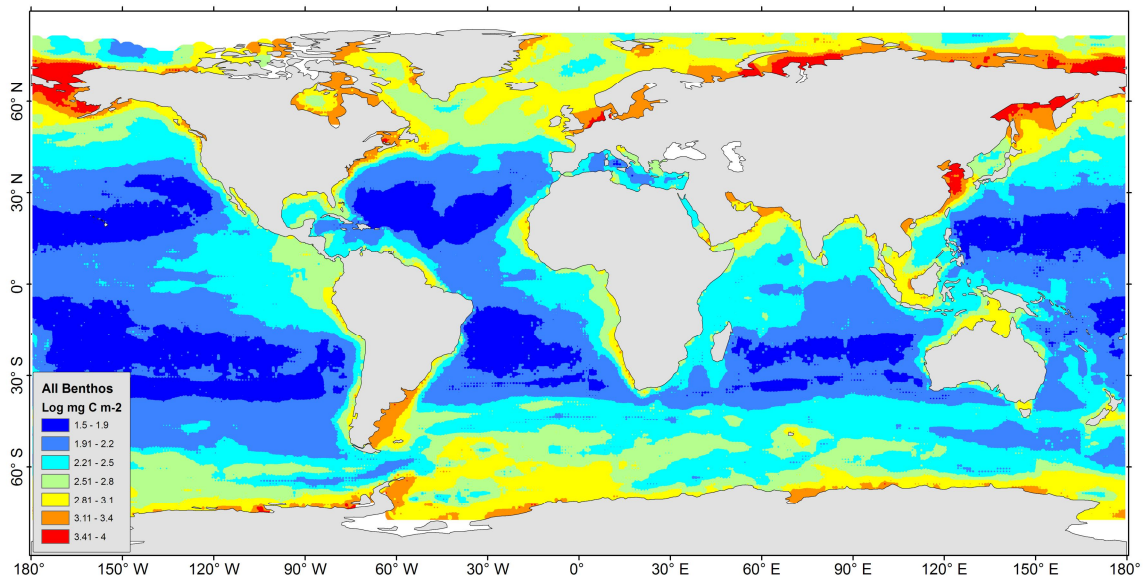 60° N
30° N
0°
30° S
60° S
All Benthos
Log mg C m-2
1.5 - 1.9
1.91 - 2.2
2.21 - 2.5
2.51 - 2.8
2.81 - 3.1
3.11 - 3.4
3.41 - 4
180° 150° W 120° W 90° W 60° W 30° W 0° 30° E 60° E 90° E 120° E 150° E 180°